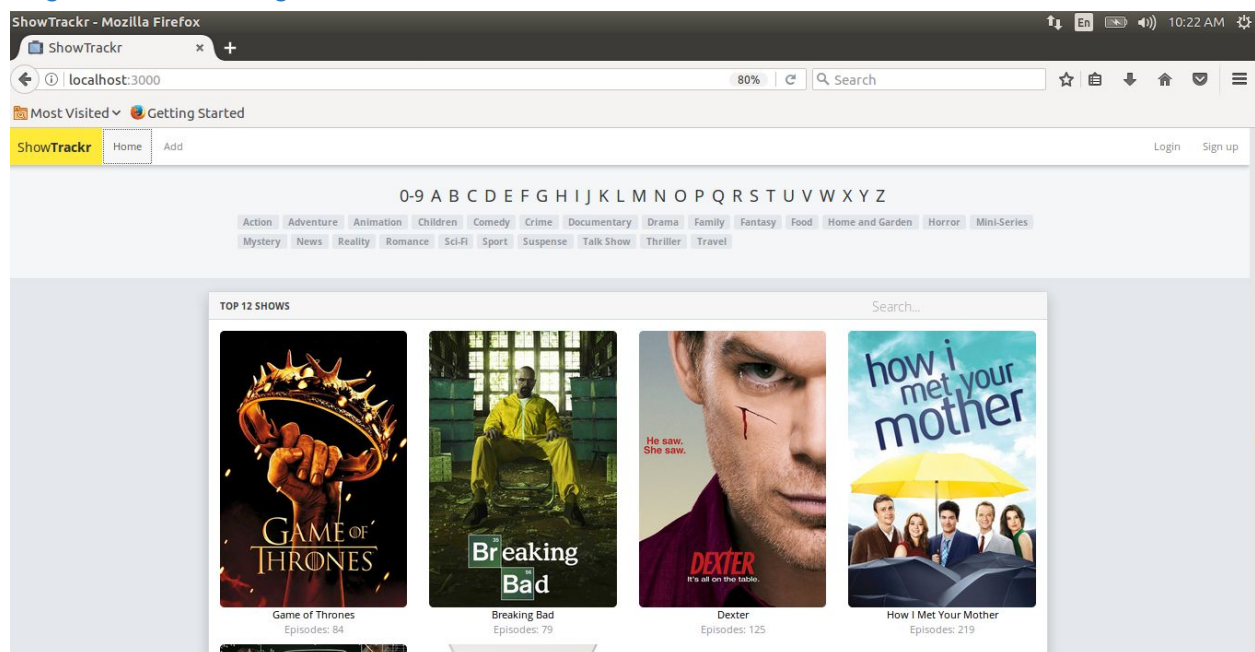 ShowTrackr - Mozilla Firefox En 10:22 AM
ShowTrackr × +
localhost:3000 80% Search
Most Visited Getting Started
ShowTrackr Home Add Login Sign up
0-9 A B C D E F G H I J K L M N O P Q R S T U V W X Y Z
Action Adventure Animation Children Comedy Crime Documentary Drama Family Fantasy Food Home and Garden Horror Mini-Series
Mystery News Reality Romance Sci-Fi Sport Suspense Talk Show Thriller Travel
TOP 12 SHOWS Search...
GAME OF
THRONES
Breaking
Bad
He saw.
She saw.
DEXTER
It's all on the table.
how i
met your
mother
Game of Thrones Breaking Bad Dexter How I Met Your Mother
Episodes: 84 Episodes: 79 Episodes: 125 Episodes: 219